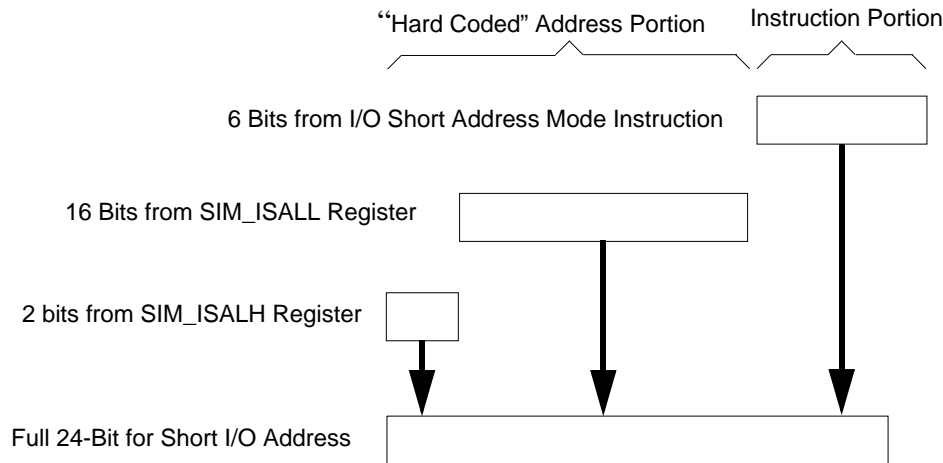 “Hard Coded” Address Portion
Instruction Portion
6 Bits from I/O Short Address Mode Instruction
16 Bits from SIM_ISALL Register
2 bits from SIM_ISALH Register
Full 24-Bit for Short I/O Address